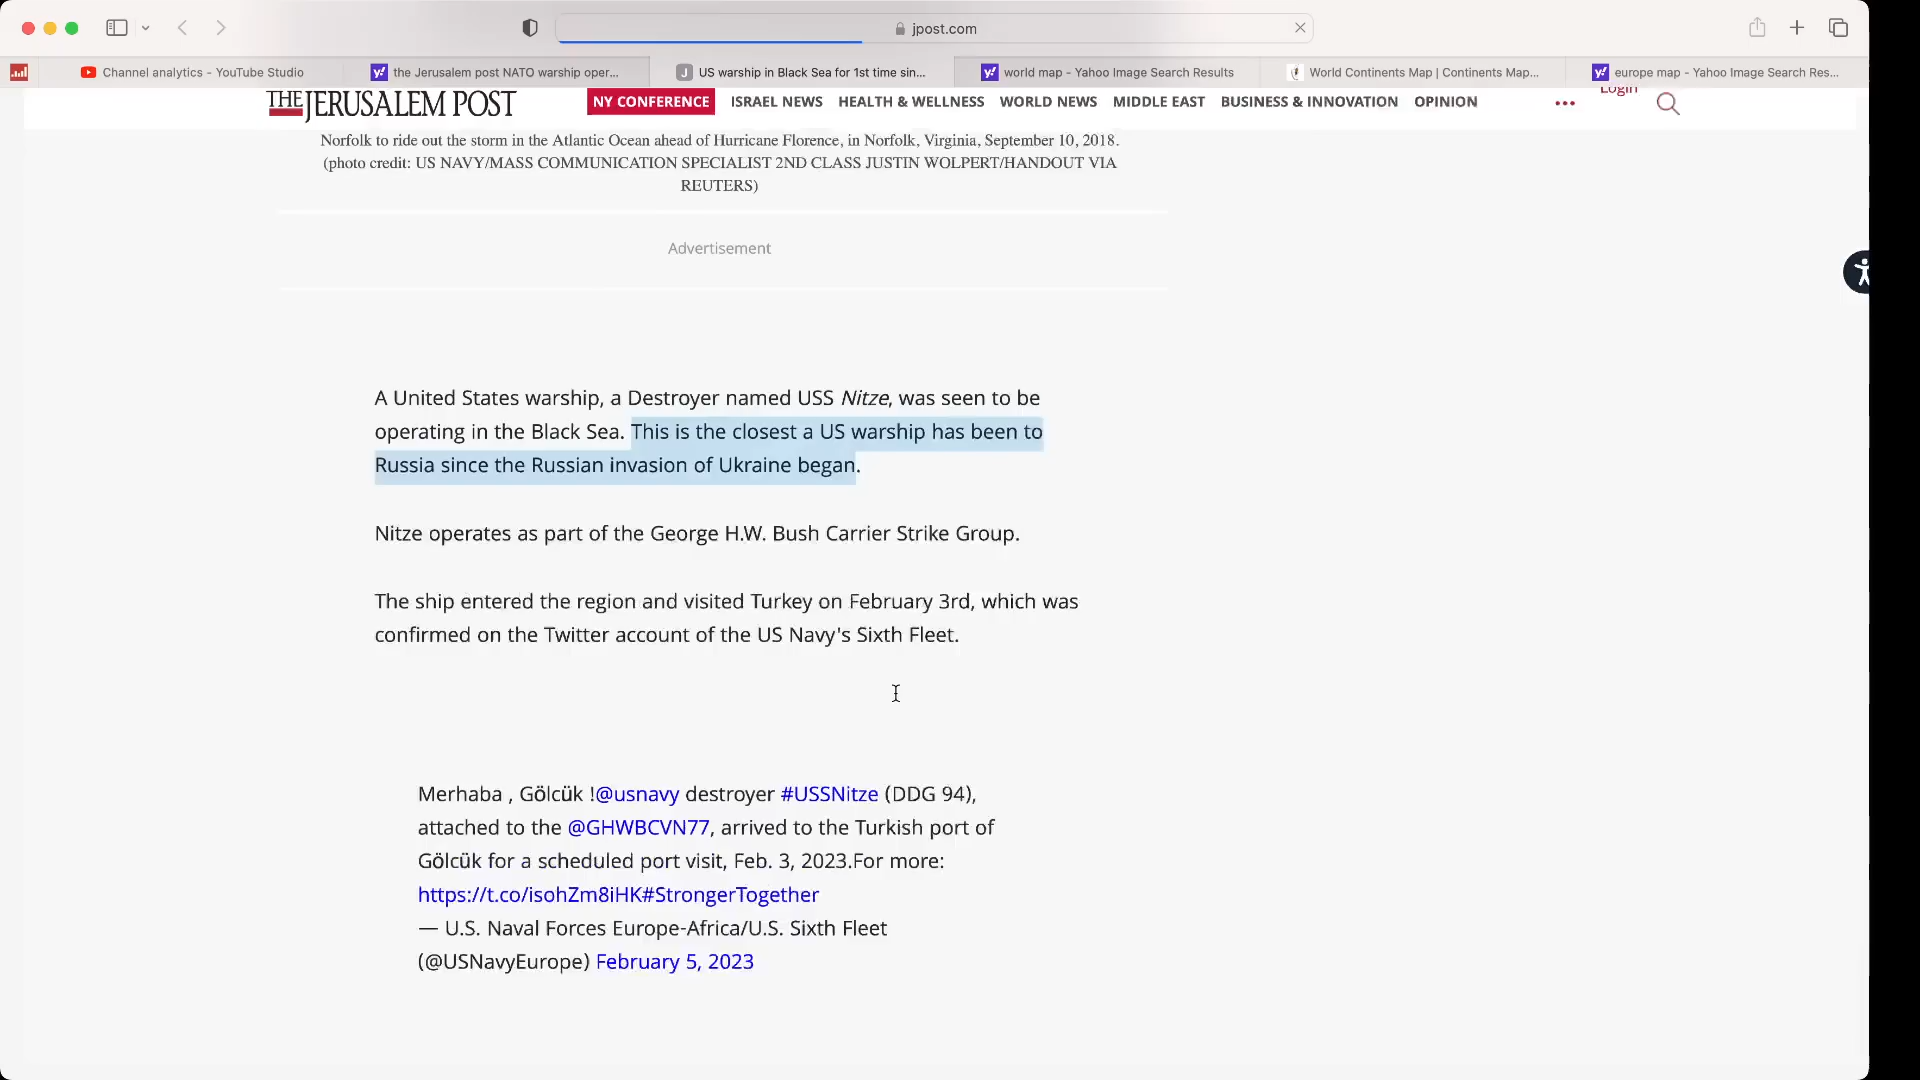 jpost.com
Channel analytics - YouTube Studio
the Jerusalem post NATO warship oper...
US warship in Black Sea for 1st time sin...
world map - Yahoo Image Search Results
World Continents Map | Continents Map...
europe map - Yahoo Image Search Res...
THE JERUSALEM POST
NY CONFERENCE
ISRAEL NEWS
HEALTH & WELLNESS
WORLD NEWS
MIDDLE EAST
BUSINESS & INNOVATION
OPINION
Login
Norfolk to ride out the storm in the Atlantic Ocean ahead of Hurricane Florence, in Norfolk, Virginia, September 10, 2018.
(photo credit: US NAVY/MASS COMMUNICATION SPECIALIST 2ND CLASS JUSTIN WOLPERT/HANDOUT VIA
REUTERS)
Advertisement
A United States warship, a Destroyer named USS Nitze, was seen to be
operating in the Black Sea. This is the closest a US warship has been to
Russia since the Russian invasion of Ukraine began.
Nitze operates as part of the George H.W. Bush Carrier Strike Group.
The ship entered the region and visited Turkey on February 3rd, which was
confirmed on the Twitter account of the US Navy's Sixth Fleet.
Merhaba , Gölcük !@usnavy destroyer #USSNitze (DDG 94),
attached to the @GHWBCVN77, arrived to the Turkish port of
Gölcük for a scheduled port visit, Feb. 3, 2023.For more:
https://t.co/isohZm8iHK#StrongerTogether
— U.S. Naval Forces Europe-Africa/U.S. Sixth Fleet
(@USNavyEurope) February 5, 2023